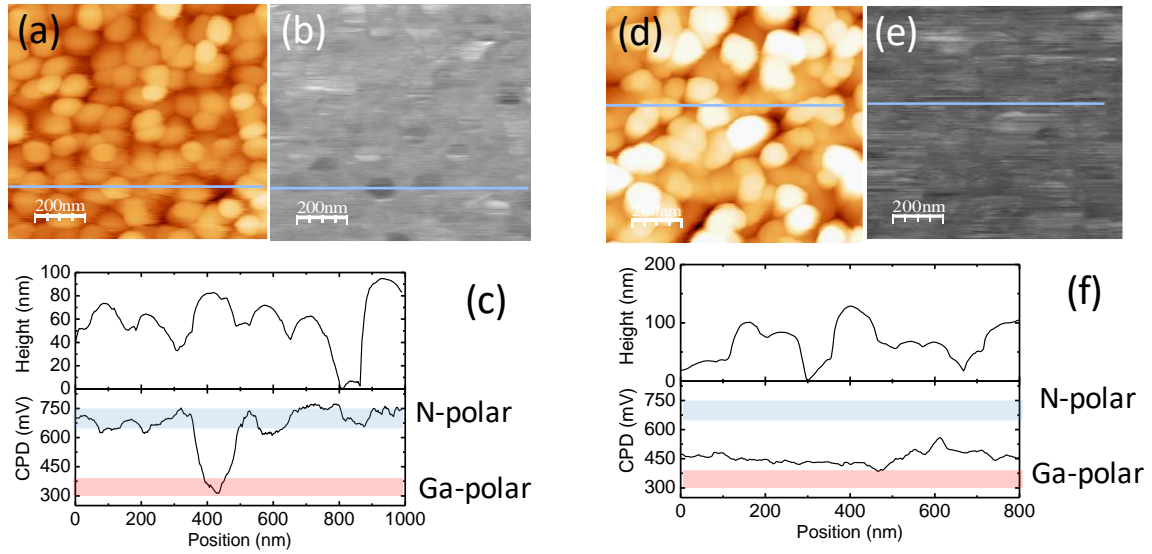 (a)
(b)
200nm
200nm
(d)
(e)
200nm
200nm
(c)
Height (nm)
100
80
60
40
20
0
CPD (mV)
750
600
450
300
0 200 400 600 800 1000
Position (nm)
N-polar
Ga-polar
(f)
Height (nm)
200
100
0
CPD (mV)
750
600
450
300
0 200 400 600 800
Position (nm)
N-polar
Ga-polar